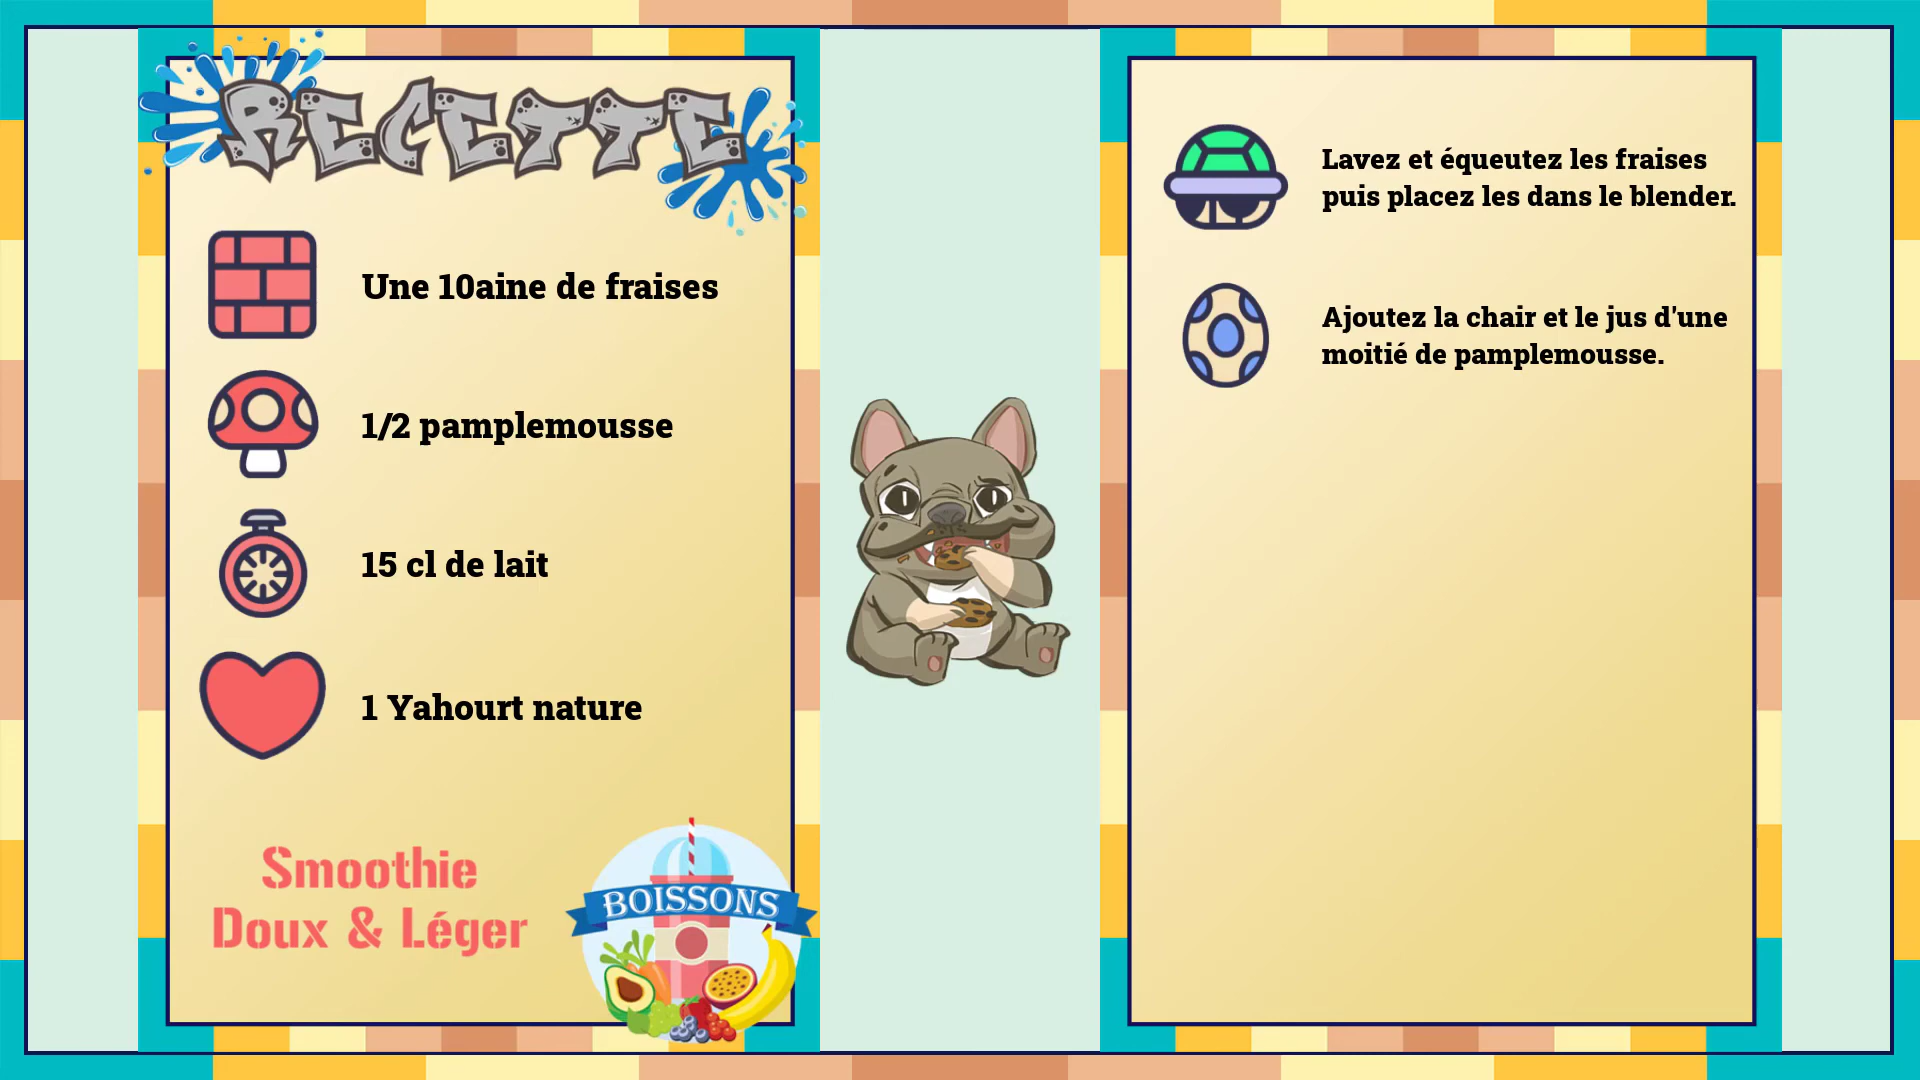 RECETTE
Une 10aine de fraises
1/2 pamplemousse
15 cl de lait
1 Yahourt nature
Smoothie
Doux & Léger
BOISSONS
Lavez et équeutez les fraises
puis placez les dans le blender.
Ajoutez la chair et le jus d'une
moitié de pamplemousse.